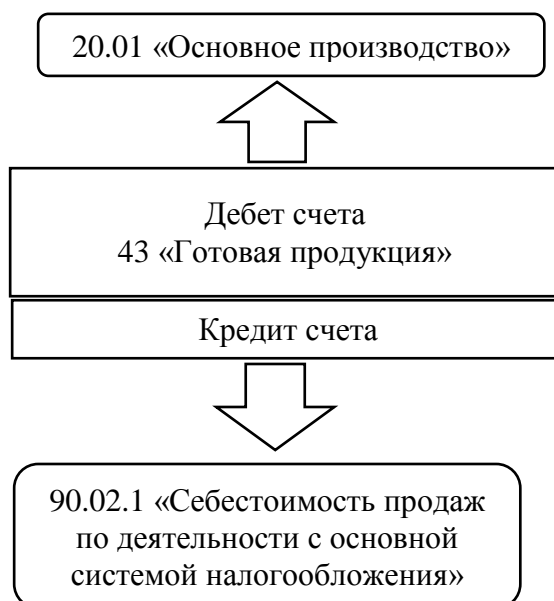 20.01 «Основное производство»
Дебет счета
43 «Готовая продукция»
Кредит счета
90.02.1 «Себестоимость продаж
по деятельности с основной
системой налогообложения»